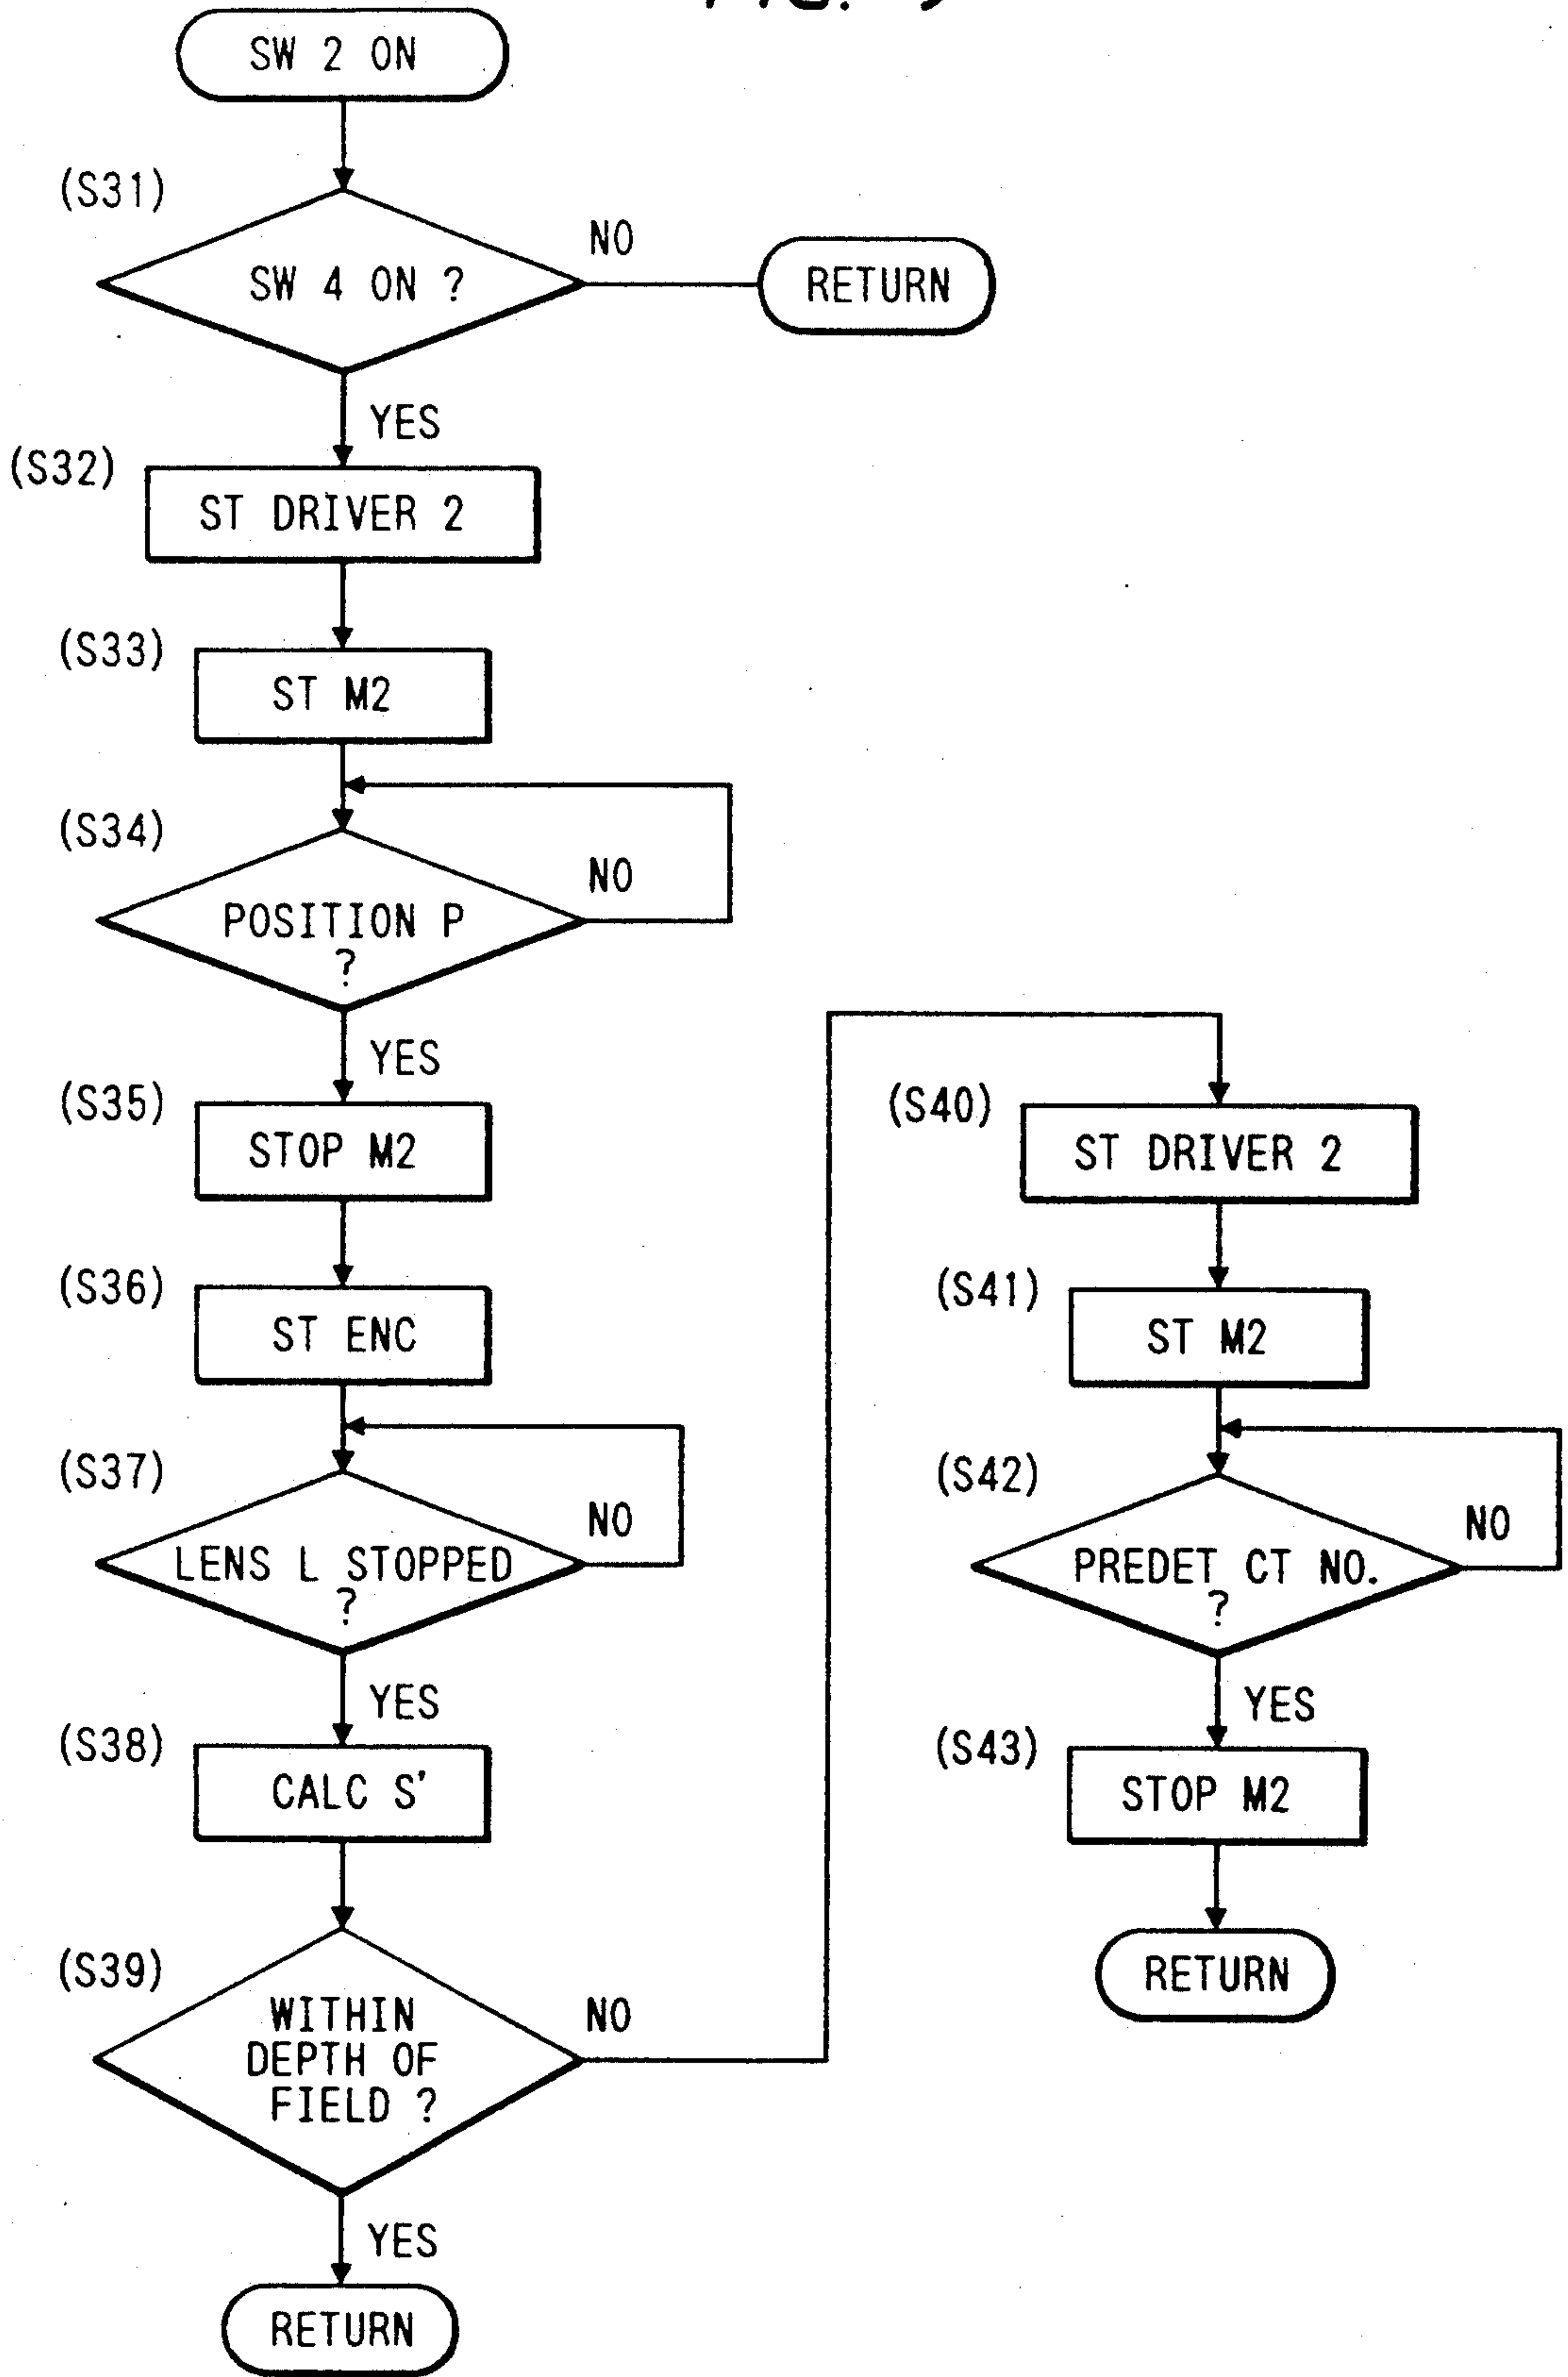 SW 2 ON
(S31)
SW 4 ON ?
NO
RETURN
YES
(S32)
ST DRIVER 2
(S33)
ST M2
(S34)
POSITION P
?
NO
YES
(S35)
STOP M2
(S36)
ST ENC
(S37)
LENS L STOPPED
?
NO
YES
(S38)
CALC S'
(S39)
WITHIN
DEPTH OF
FIELD ?
NO
YES
RETURN
(S40)
ST DRIVER 2
(S41)
ST M2
(S42)
PREDET CT NO.
?
NO
YES
(S43)
STOP M2
RETURN